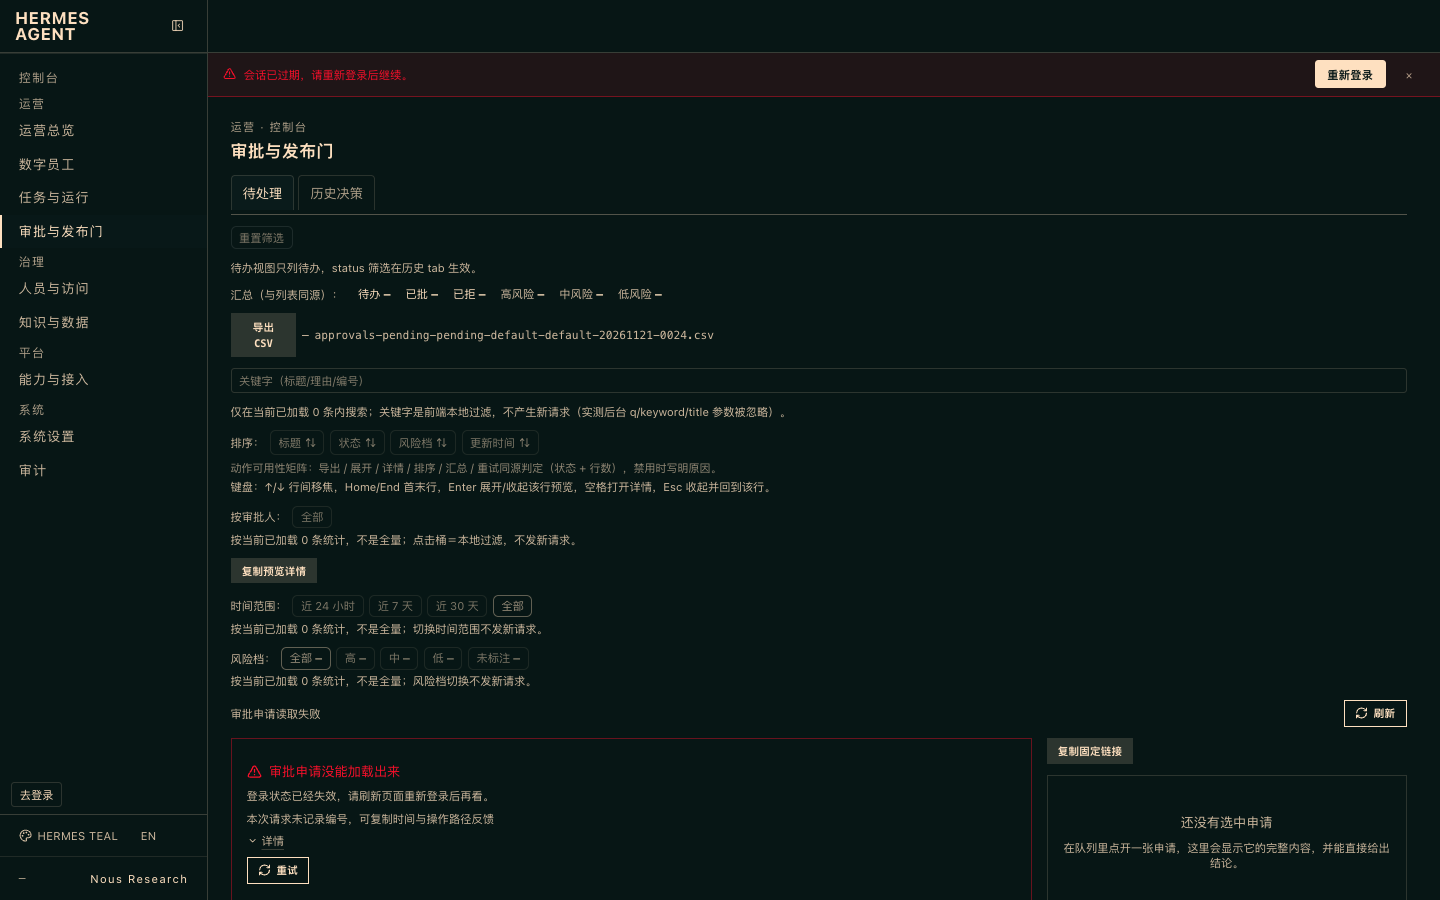 HERMES
AGENT
控制台
运营
运营总览
数字员工
任务与运行
审批与发布门
治理
人员与访问
知识与数据
平台
能力与接入
系统
系统设置
审计
去登录
HERMES TEAL EN
– Nous Research
会话已过期，请重新登录后继续。 重新登录 ×
运营 · 控制台
审批与发布门
待处理 历史决策
重置筛选
待办视图只列待办，status 筛选在历史 tab 生效。
汇总（与列表同源）： 待办 – 已批 – 已拒 – 高风险 – 中风险 – 低风险 –
导出
CSV
— approvals-pending-pending-default-default-20261121-0024.csv
关键字（标题/理由/编号）
仅在当前已加载 0 条内搜索；关键字是前端本地过滤，不产生新请求（实测后台 q/keyword/title 参数被忽略）。
排序： 标题 ⇅ 状态 ⇅ 风险档 ⇅ 更新时间 ⇅
动作可用性矩阵：导出 / 展开 / 详情 / 排序 / 汇总 / 重试同源判定（状态 + 行数），禁用时写明原因。
键盘：↑/↓ 行间移焦，Home/End 首末行，Enter 展开/收起该行预览，空格打开详情，Esc 收起并回到该行。
按审批人： 全部
按当前已加载 0 条统计，不是全量；点击桶＝本地过滤，不发新请求。
复制预览详情
时间范围： 近 24 小时 近 7 天 近 30 天 全部
按当前已加载 0 条统计，不是全量；切换时间范围不发新请求。
风险档： 全部 – 高 – 中 – 低 – 未标注 –
按当前已加载 0 条统计，不是全量；风险档切换不发新请求。
审批申请读取失败 刷新
审批申请没能加载出来
登录状态已经失效，请刷新页面重新登录后再看。
本次请求未记录编号，可复制时间与操作路径反馈
详情
重试
复制固定链接
还没有选中申请
在队列里点开一张申请，这里会显示它的完整内容，并能直接给出
结论。